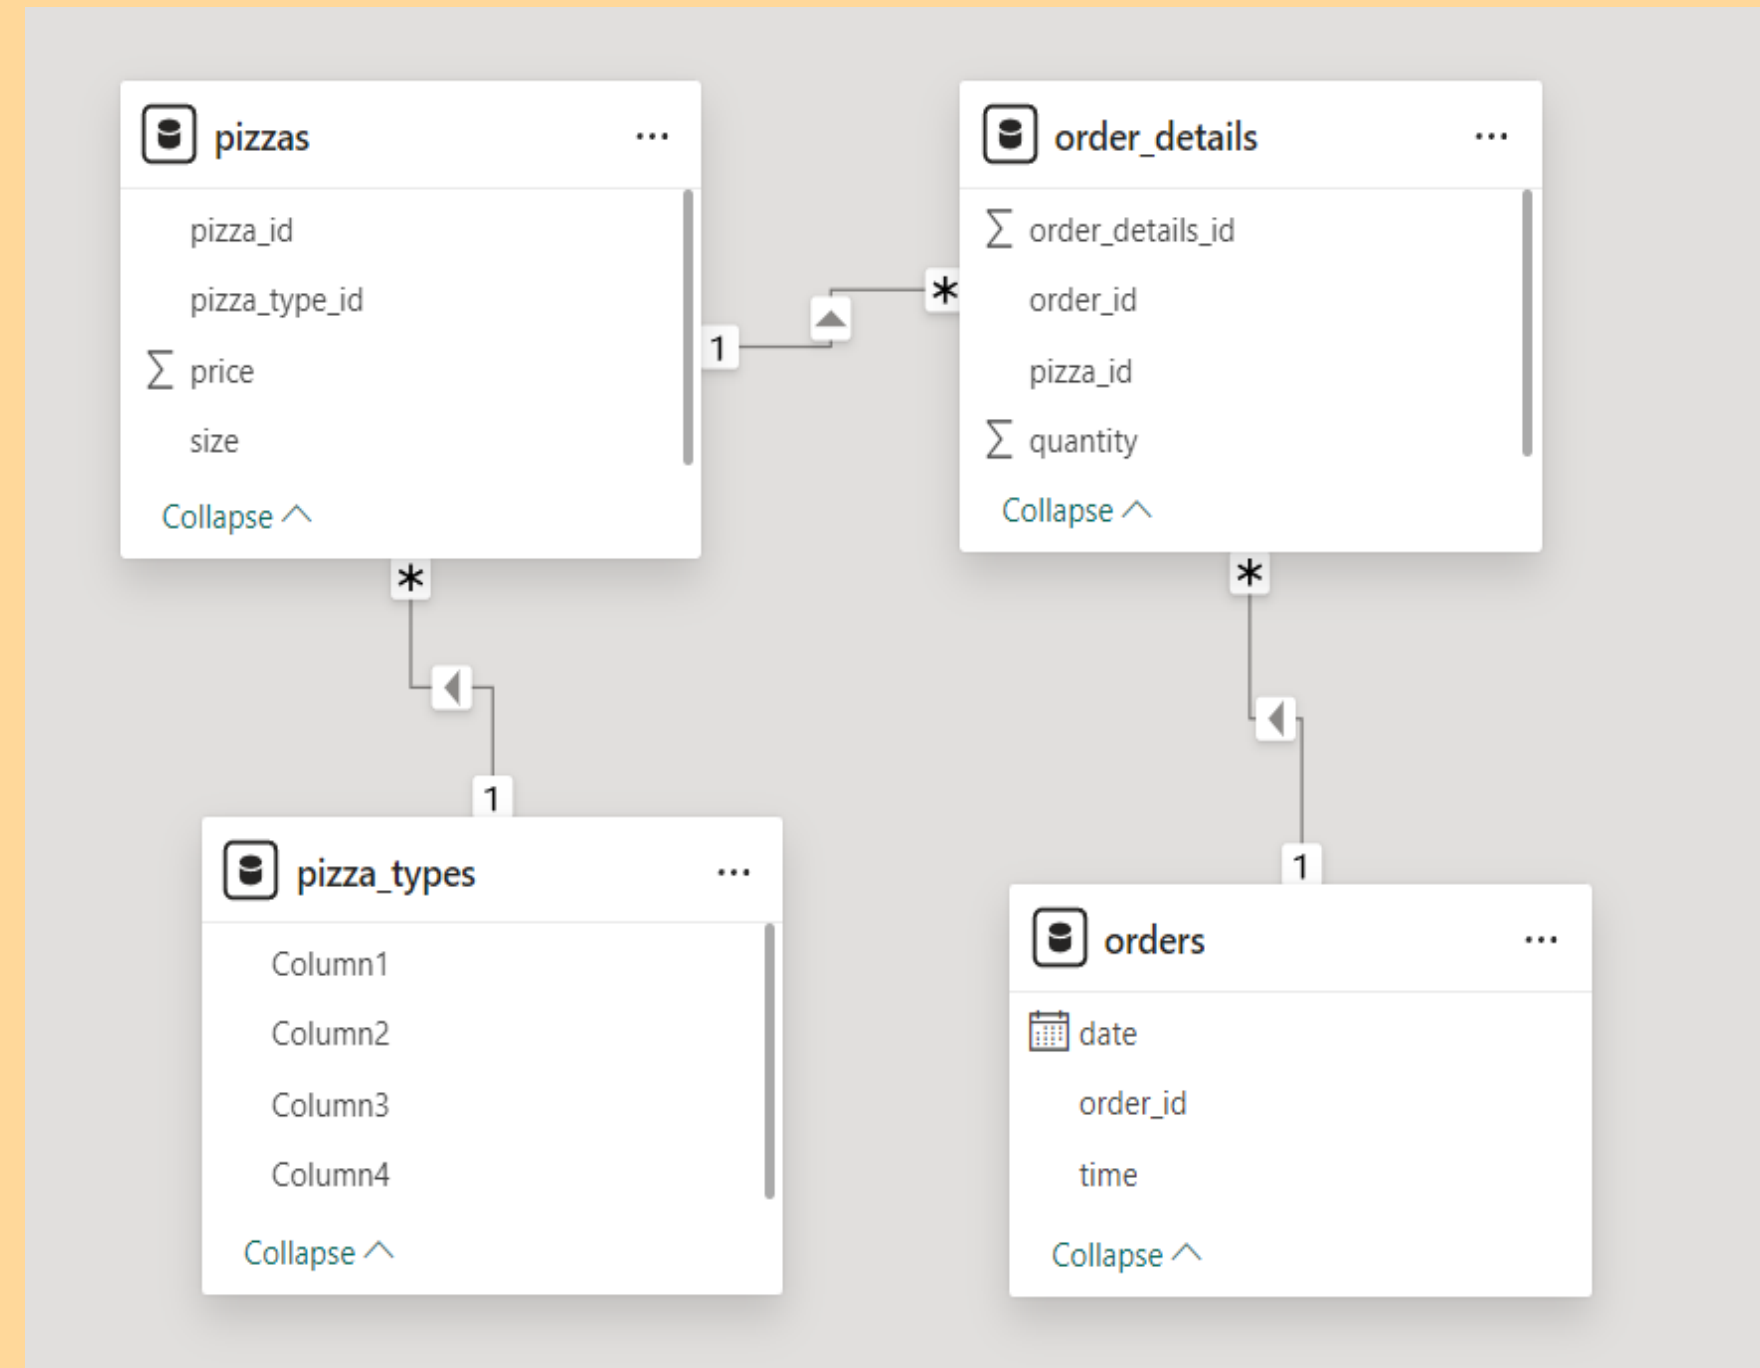 pizzas
pizza_id
pizza_type_id
price
size
Collapse
order_details
order_details_id
order_id
pizza_id
quantity
Collapse
1
*
*
1
*
1
pizza_types
Column1
Column2
Column3
Column4
Collapse
orders
date
order_id
time
Collapse